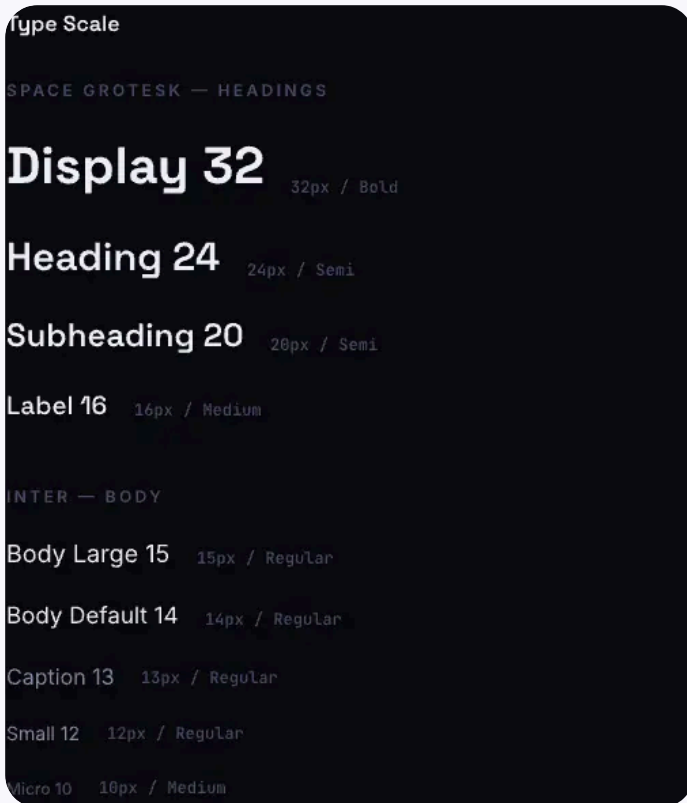 Type Scale
SPACE GROTESK — HEADINGS
Display 32 32px / Bold
Heading 24 24px / Semi
Subheading 20 20px / Semi
Label 16 16px / Medium
INTER — BODY
Body Large 15 15px / Regular
Body Default 14 14px / Regular
Caption 13 13px / Regular
Small 12 12px / Regular
Micro 10 10px / Medium